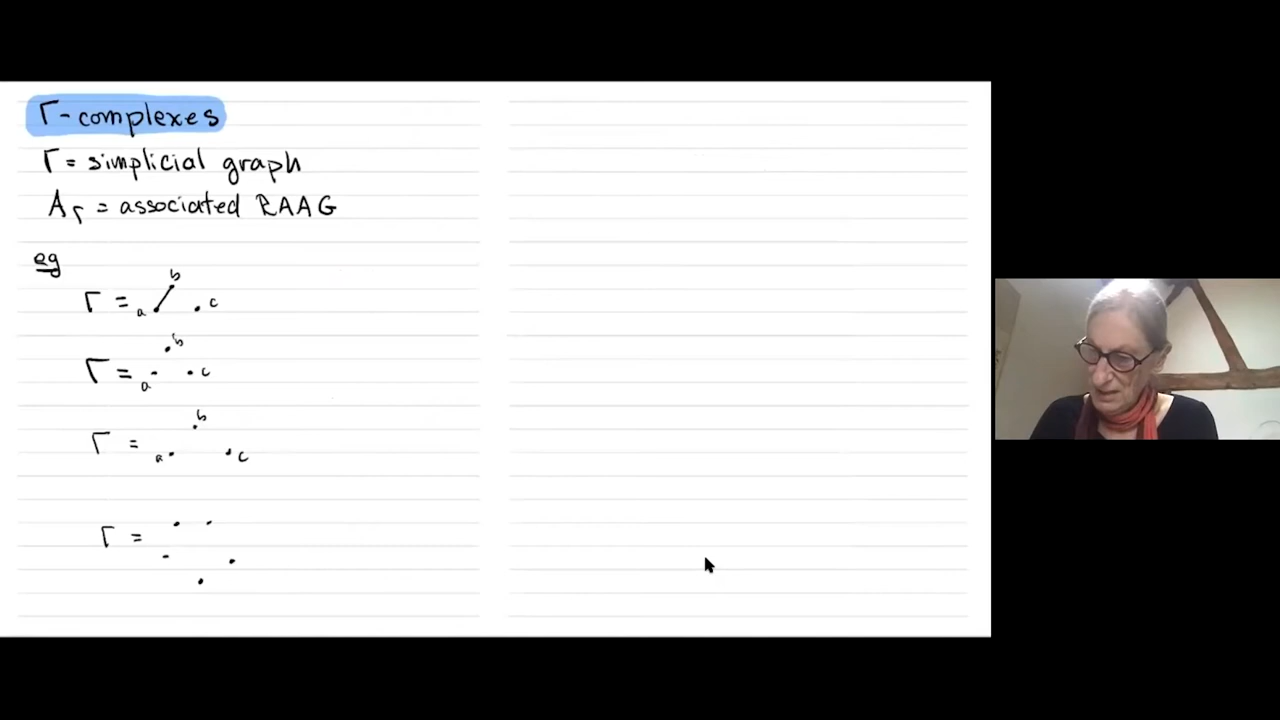 Γ-complexes
Γ = simplicial graph
A_Γ = associated RAAG
eg
Γ = a b c
Γ = a b c
Γ = a b c
Γ =